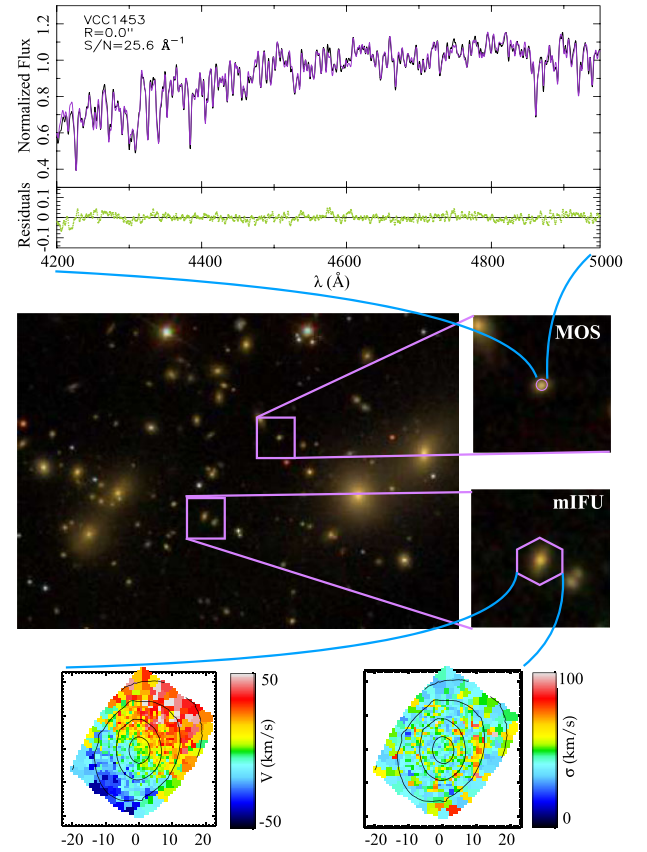 VCC1453
R=0.0"
S/N=25.6 Å⁻¹
Normalized Flux
1.2
1.0
0.8
0.6
0.4
Residuals
0.1
0
-0.1
4200
4400
4600
4800
5000
λ (Å)
MOS
mIFU
50
V (km/s)
-50
-20 -10 0 10 20
100
σ (km/s)
0
-20 -10 0 10 20